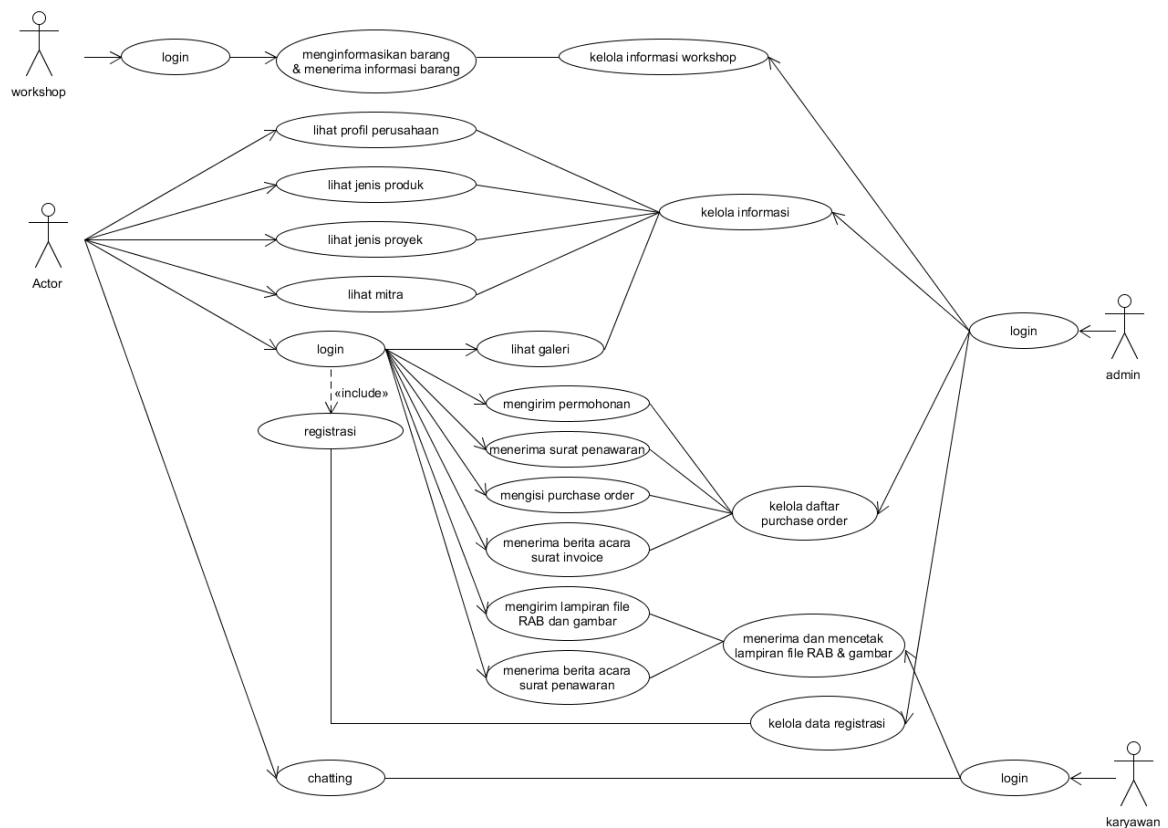 workshop
login
menginformasikan barang
& menerima informasi barang
kelola informasi workshop
lihat profil perusahaan
lihat jenis produk
lihat jenis proyek
lihat mitra
kelola informasi
Actor
login
lihat galeri
login
admin
«include»
registrasi
mengirim permohonan
menerima surat penawaran
mengisi purchase order
menerima berita acara
surat invoice
kelola daftar
purchase order
mengirim lampiran file
RAB dan gambar
menerima berita acara
surat penawaran
menerima dan mencetak
lampiran file RAB & gambar
kelola data registrasi
chatting
login
karyawan